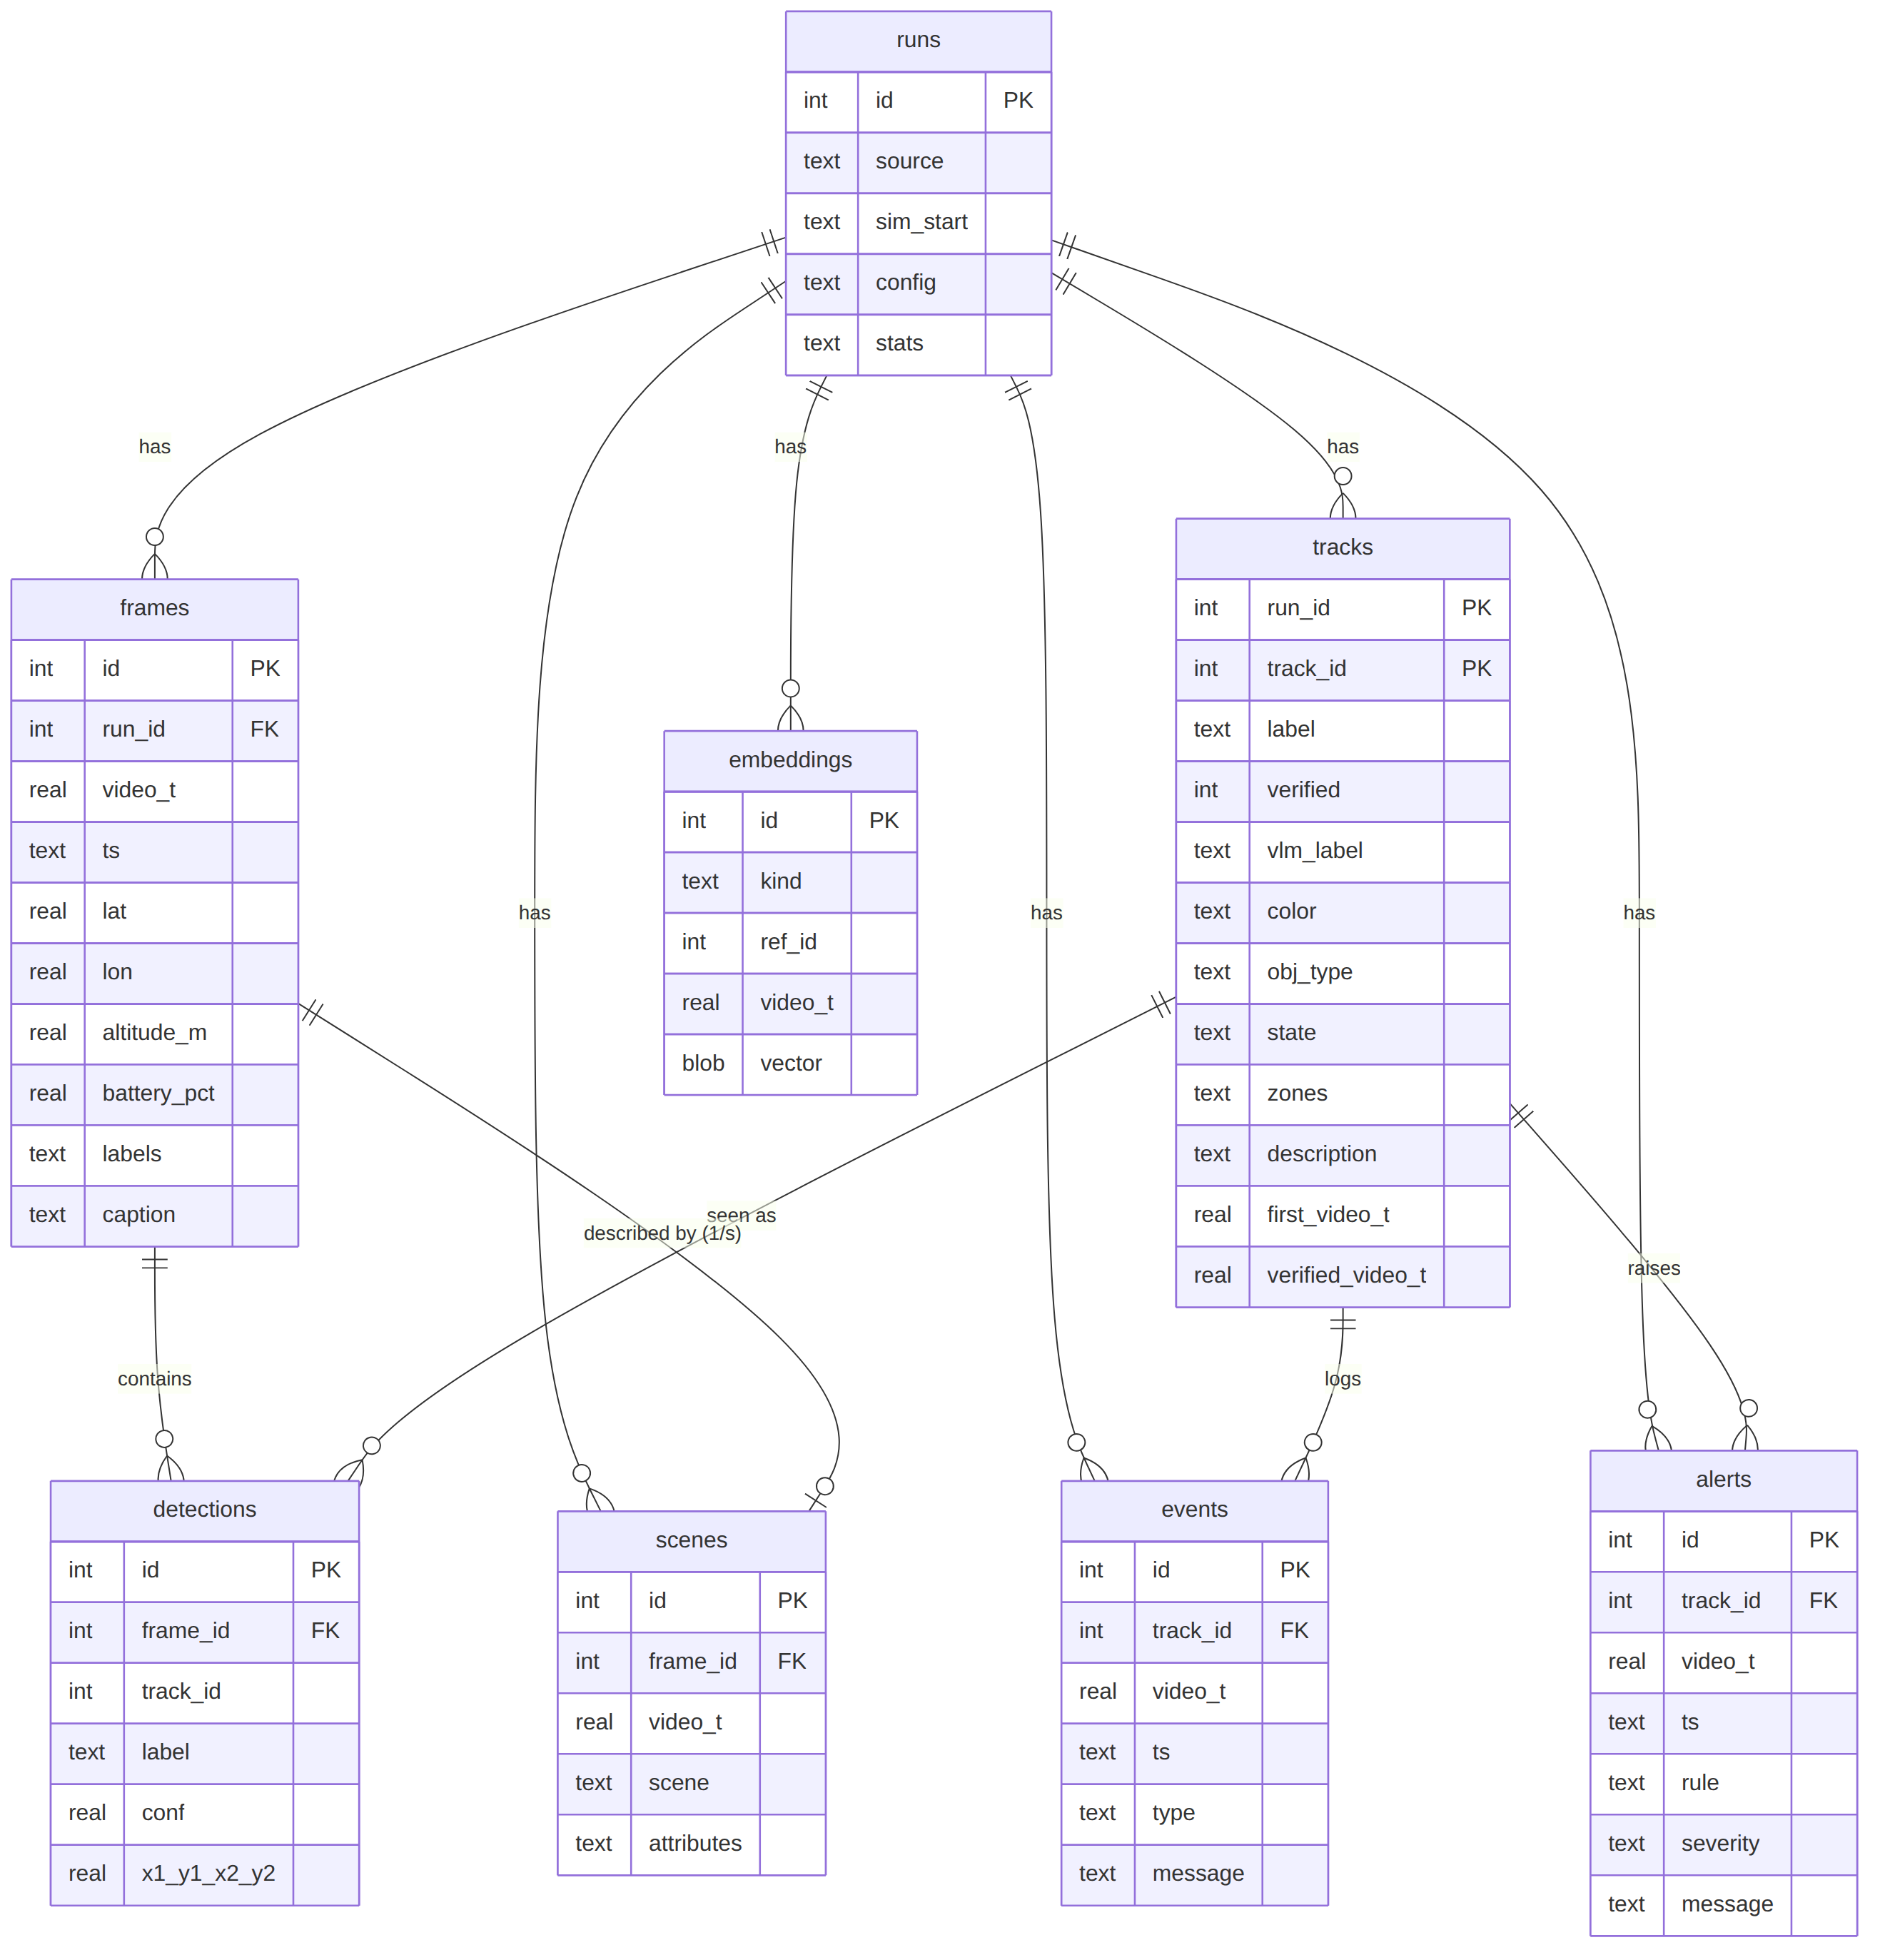 runs
int id PK
text source
text sim_start
text config
text stats
has
has
has
frames
int id PK
int run_id FK
real video_t
text ts
real lat
real lon
real altitude_m
real battery_pct
text labels
text caption
embeddings
int id PK
text kind
int ref_id
real video_t
blob vector
tracks
int run_id PK
int track_id PK
text label
int verified
text vlm_label
text color
text obj_type
text state
text zones
text description
real first_video_t
real verified_video_t
has
has
has
seen as
described by (1/s)
raises
contains
logs
detections
int id PK
int frame_id FK
int track_id
text label
real conf
real x1_y1_x2_y2
scenes
int id PK
int frame_id FK
real video_t
text scene
text attributes
events
int id PK
int track_id FK
real video_t
text ts
text type
text message
alerts
int id PK
int track_id FK
real video_t
text ts
text rule
text severity
text message